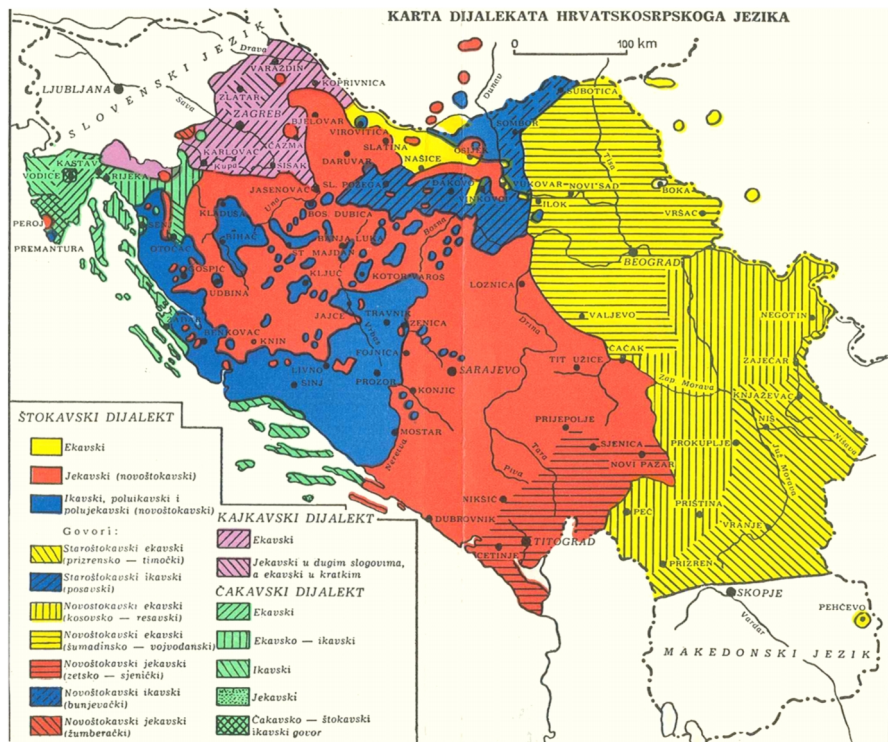 KARTA DIJALEKATA HRVATSKOSRPSKOGA JEZIKA
0
100 km
SLOVENSKI JEZIK
LJUBLJANA
Drava
Sava
Dunav
Tisa
VARAŽDIN
KOPRIVNICA
ZLATAR
ZAGREB
BJELOVAR
VIROVITICA
SUBOTICA
SOMBOR
ČAZMA
SLATINA
OSIJEK
KARLOVAC
Kupa
SISAK
DARUVAR
NAŠICE
KASTAV
VODICE
RIJEKA
JASENOVAC
SL. POŽEGA
ĐAKOVO
VUKOVAR
NOVI SAD
VINKOVCI
ILOK
BOKA
VRŠAC
PEROJ
PREMANTURA
SENJ
KLADUŠA
Una
BOS. DUBICA
OTOČAC
BIHAĆ
BANJA LUKA
Bosna
ST. MAJDAN
BEOGRAD
GOSPIĆ
KLJUČ
KOTOR-VAROŠ
UDBINA
LOZNICA
JAJCE
TRAVNIK
VALJEVO
NEGOTIN
ZADAR
BENKOVAC
KNIN
Vrbas
ZENICA
Drina
FOJNICA
ČAČAK
TIT. UŽICE
ZAJEČAR
LIVNO
SARAJEVO
Zap. Morava
SINJ
PROZOR
KONJIC
KNJAŽEVAC
PRIJEPOLJE
NIŠ
MOSTAR
SJENICA
PROKUPLJE
Nišava
Neretva
Tara
NOVI PAZAR
Piva
Juž. Morava
NIKŠIĆ
PEĆ
PRIŠTINA
DUBROVNIK
VRANJE
TITOGRAD
CETINJE
PRIZREN
SKOPJE
PEHČEVO
Vardar
MAKEDONSKI JEZIK
ŠTOKAVSKI DIJALEKT
Ekavski
Jekavski (novoštokavski)
Ikavski, poluikavski i
polujekavski (novoštokavski)
Govori:
Staroštokavski ekavski
(prizrensko — timočki)
Staroštokavski ikavski
(posavski)
Novoštokavski ekavski
(kosovsko — resavski)
Novoštokavski ekavski
(šumadinsko — vojvođanski)
Novoštokavski jekavski
(zetsko — sjenički)
Novoštokavski ikavski
(bunjevački)
Novoštokavski jekavski
(žumberački)
KAJKAVSKI DIJALEKT
Ekavski
Jekavski u dugim slogovima,
a ekavski u kratkim
ČAKAVSKI DIJALEKT
Ekavski
Ekavsko — ikavski
Ikavski
Jekavski
Čakavsko — štokavski
ikavski govor